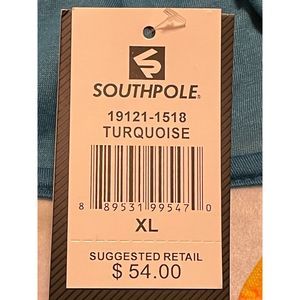 SOUTHPOLE®
19121-1518
TURQUOISE
8 89531 99547 0
XL
SUGGESTED RETAIL
$ 54.00